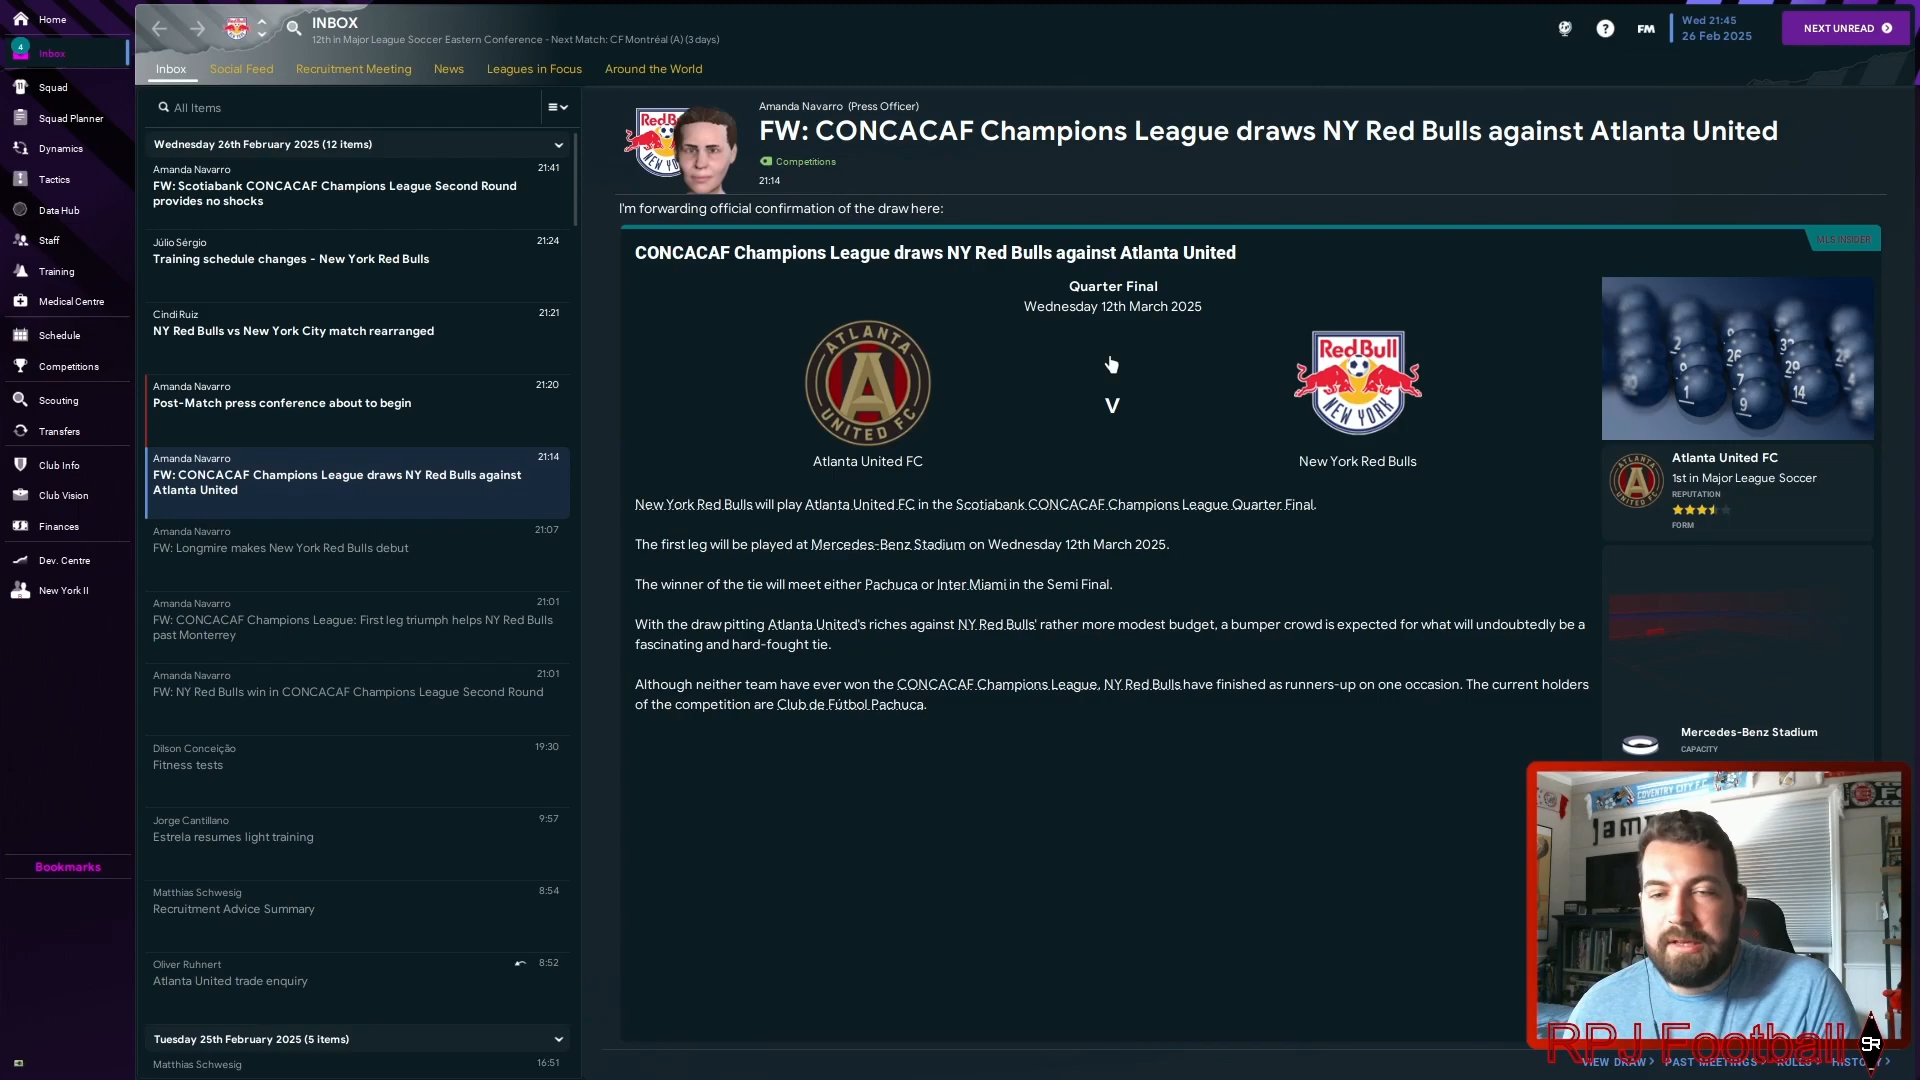 Home
4
Inbox
Squad
Squad Planner
Dynamics
Tactics
Data Hub
Staff
Training
Medical Centre
Schedule
Competitions
Scouting
Transfers
Club Info
Club Vision
Finances
Dev. Centre
New York II
Bookmarks
INBOX
12th in Major League Soccer Eastern Conference - Next Match: CF Montréal (A) (3 days)
FM
Wed 21:45
26 Feb 2025
NEXT UNREAD
Inbox
Social Feed
Recruitment Meeting
News
Leagues in Focus
Around the World
All Items
Wednesday 26th February 2025 (12 items)
Amanda Navarro 21:41
FW: Scotiabank CONCACAF Champions League Second Round
provides no shocks
Júlio Sérgio 21:24
Training schedule changes - New York Red Bulls
Cindi Ruiz 21:21
NY Red Bulls vs New York City match rearranged
Amanda Navarro 21:20
Post-Match press conference about to begin
Amanda Navarro 21:14
FW: CONCACAF Champions League draws NY Red Bulls against
Atlanta United
Amanda Navarro 21:07
FW: Longmire makes New York Red Bulls debut
Amanda Navarro 21:01
FW: CONCACAF Champions League: First leg triumph helps NY Red Bulls
past Monterrey
Amanda Navarro 21:01
FW: NY Red Bulls win in CONCACAF Champions League Second Round
Dilson Conceição 19:30
Fitness tests
Jorge Cantillano 9:57
Estrela resumes light training
Matthias Schwesig 8:54
Recruitment Advice Summary
Oliver Ruhnert 8:52
Atlanta United trade enquiry
Tuesday 25th February 2025 (5 items)
Matthias Schwesig 16:51
Amanda Navarro (Press Officer)
FW: CONCACAF Champions League draws NY Red Bulls against Atlanta United
Competitions
21:14
I'm forwarding official confirmation of the draw here:
MLS INSIDER
CONCACAF Champions League draws NY Red Bulls against Atlanta United
Quarter Final
Wednesday 12th March 2025
ATLANTA
A
UNITED FC
V
Red Bull
NEW YORK
Atlanta United FC
New York Red Bulls
New York Red Bulls will play Atlanta United FC in the Scotiabank CONCACAF Champions League Quarter Final.
The first leg will be played at Mercedes-Benz Stadium on Wednesday 12th March 2025.
The winner of the tie will meet either Pachuca or Inter Miami in the Semi Final.
With the draw pitting Atlanta United's riches against NY Red Bulls' rather more modest budget, a bumper crowd is expected for what will undoubtedly be a
fascinating and hard-fought tie.
Although neither team have ever won the CONCACAF Champions League, NY Red Bulls have finished as runners-up on one occasion. The current holders
of the competition are Club de Fútbol Pachuca.
Atlanta United FC
1st in Major League Soccer
REPUTATION
FORM
Mercedes-Benz Stadium
CAPACITY
COVENTRY CITY F.C.
RPJ Football
VIEW DRAW
PAST MEETINGS
RULES
HISTORY